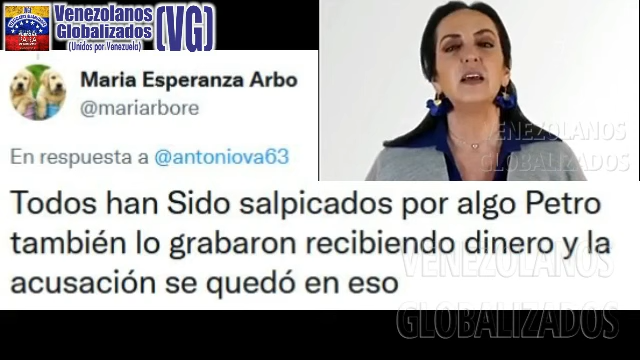 Venezolanos
Globalizados
(Unidos por Venezuela)
(VG)
Maria Esperanza Arbo
@mariarbore
En respuesta a @antoniova63
Todos han Sido salpicados por algo Petro
también lo grabaron recibiendo dinero y la
acusación se quedó en eso
VENEZOLANOS
GLOBALIZADOS
VENEZOLANOS
GLOBALIZADOS